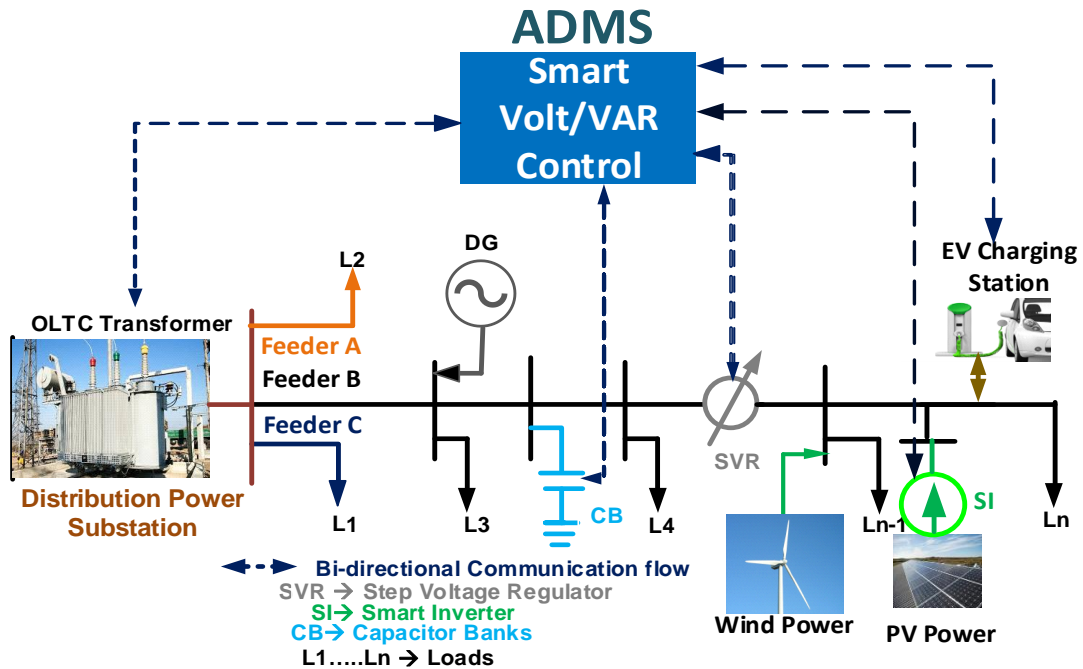 ADMS
Smart
Volt/VAR
Control
DG
L2
EV Charging
Station
OLTC Transformer
Feeder A
Feeder B
Feeder C
SVR
Distribution Power
Substation
L1
L3
CB
L4
Ln-1
SI
Ln
Bi-directional Communication flow
SVR → Step Voltage Regulator
SI→ Smart Inverter
CB→ Capacitor Banks
L1.....Ln → Loads
Wind Power
PV Power